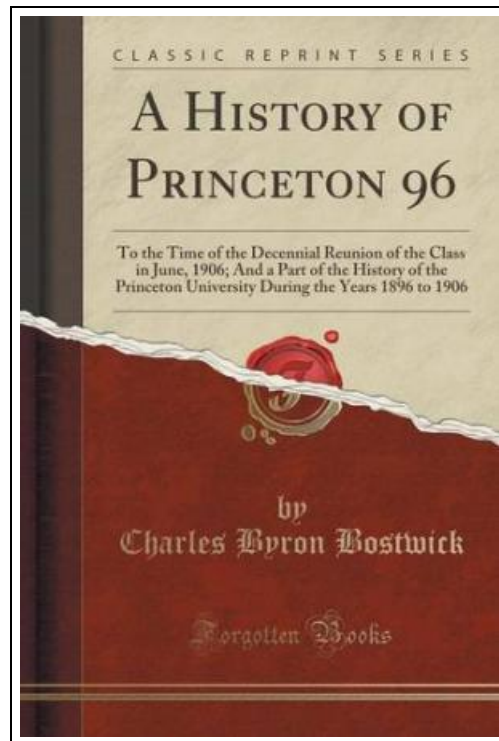 CLASSIC REPRINT SERIES
A HISTORY OF
PRINCETON 96
To the Time of the Decennial Reunion of the Class
in June, 1906; And a Part of the History of the
Princeton University During the Years 1896 to 1906
by
Charles Byron Bostwick
Forgotten Books